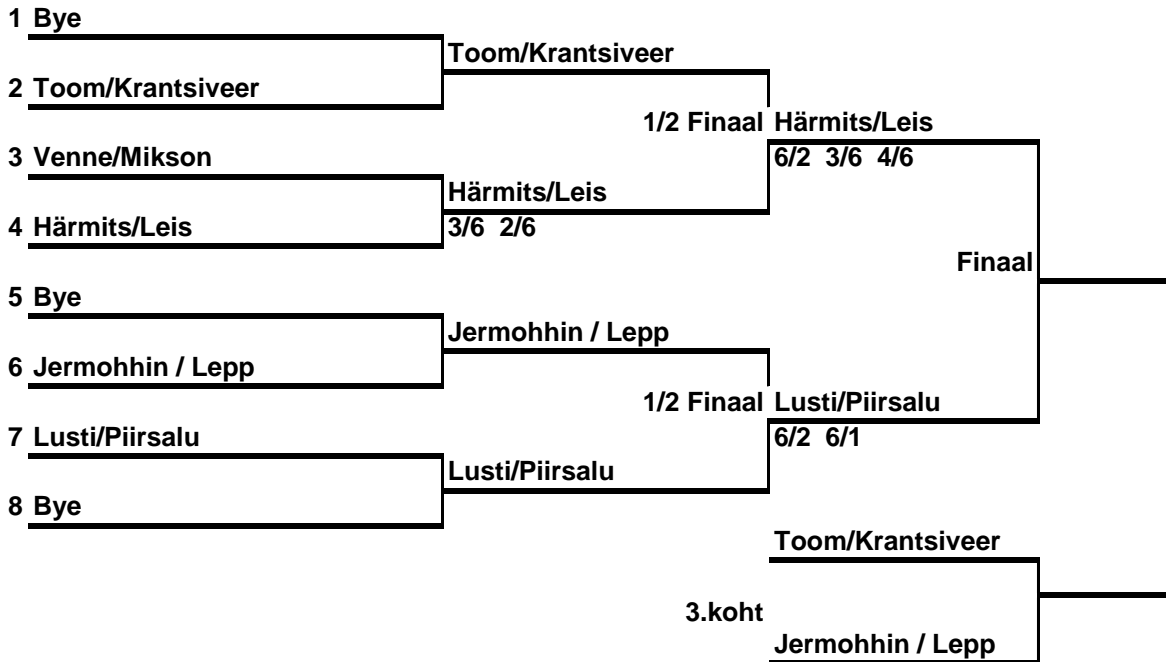 1 Bye
Toom/Krantsiveer
2 Toom/Krantsiveer
1/2 Finaal Härmits/Leis
6/2 3/6 4/6
3 Venne/Mikson
Härmits/Leis
3/6 2/6
4 Härmits/Leis
Finaal
5 Bye
Jermohhin / Lepp
6 Jermohhin / Lepp
1/2 Finaal Lusti/Piirsalu
6/2 6/1
7 Lusti/Piirsalu
Lusti/Piirsalu
8 Bye
Toom/Krantsiveer
3.koht
Jermohhin / Lepp